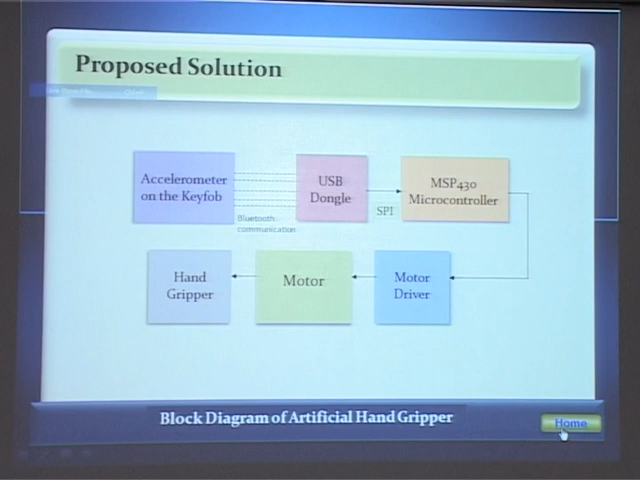 Proposed Solution
Accelerometer
on the Keyfob
USB
Dongle
MSP430
Microcontroller
SPI
Bluetooth
communication
Hand
Gripper
Motor
Motor
Driver
Block Diagram of Artificial Hand Gripper
Home